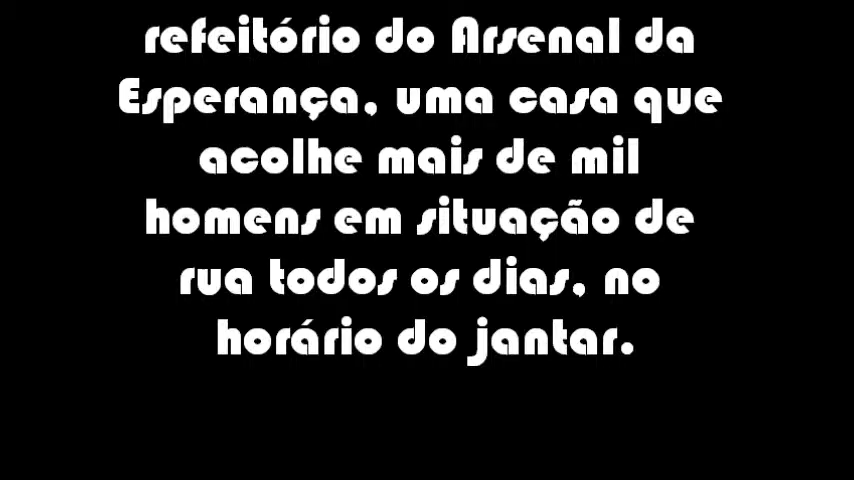 refeitório do Arsenal da
Esperança, uma casa que
acolhe mais de mil
homens em situação de
rua todos os dias, no
horário do jantar.